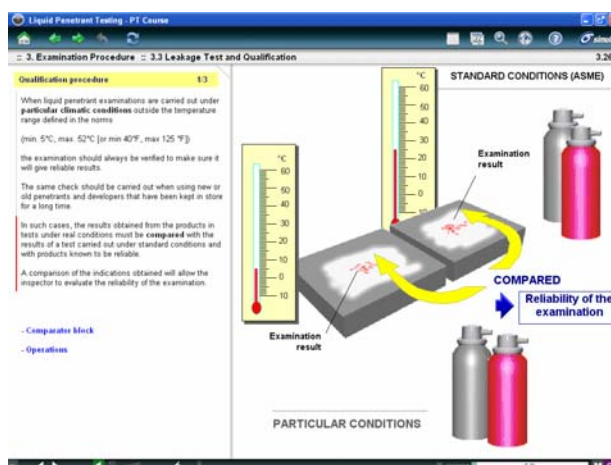 Liquid Penetrant Testing - PT Course
:: 3. Examination Procedure :: 3.3 Leakage Test and Qualification
3.26
Qualification procedure 1/3
When liquid penetrant examinations are carried out under
particular climatic conditions outside the temperature
range defined in the norms
(min. 5°C, max. 52°C [or min 40°F, max 125 °F])
the examination should always be verified to make sure it
will give reliable results.
The same check should be carried out when using new or
old penetrants and developers that have been kept in store
for a long time.
In such cases, the results obtained from the products in
tests under real conditions must be compared with the
results of a test carried out under standard conditions and
with products known to be reliable.
A comparison of the indications obtained will allow the
inspector to evaluate the reliability of the examination.
- Comparator block
- Operations
STANDARD CONDITIONS (ASME)
°C
60
50
40
30
20
10
0
10
Examination
result
°C
60
50
40
30
20
10
0
10
Examination
result
COMPARED
Reliability of the
examination
PARTICULAR CONDITIONS